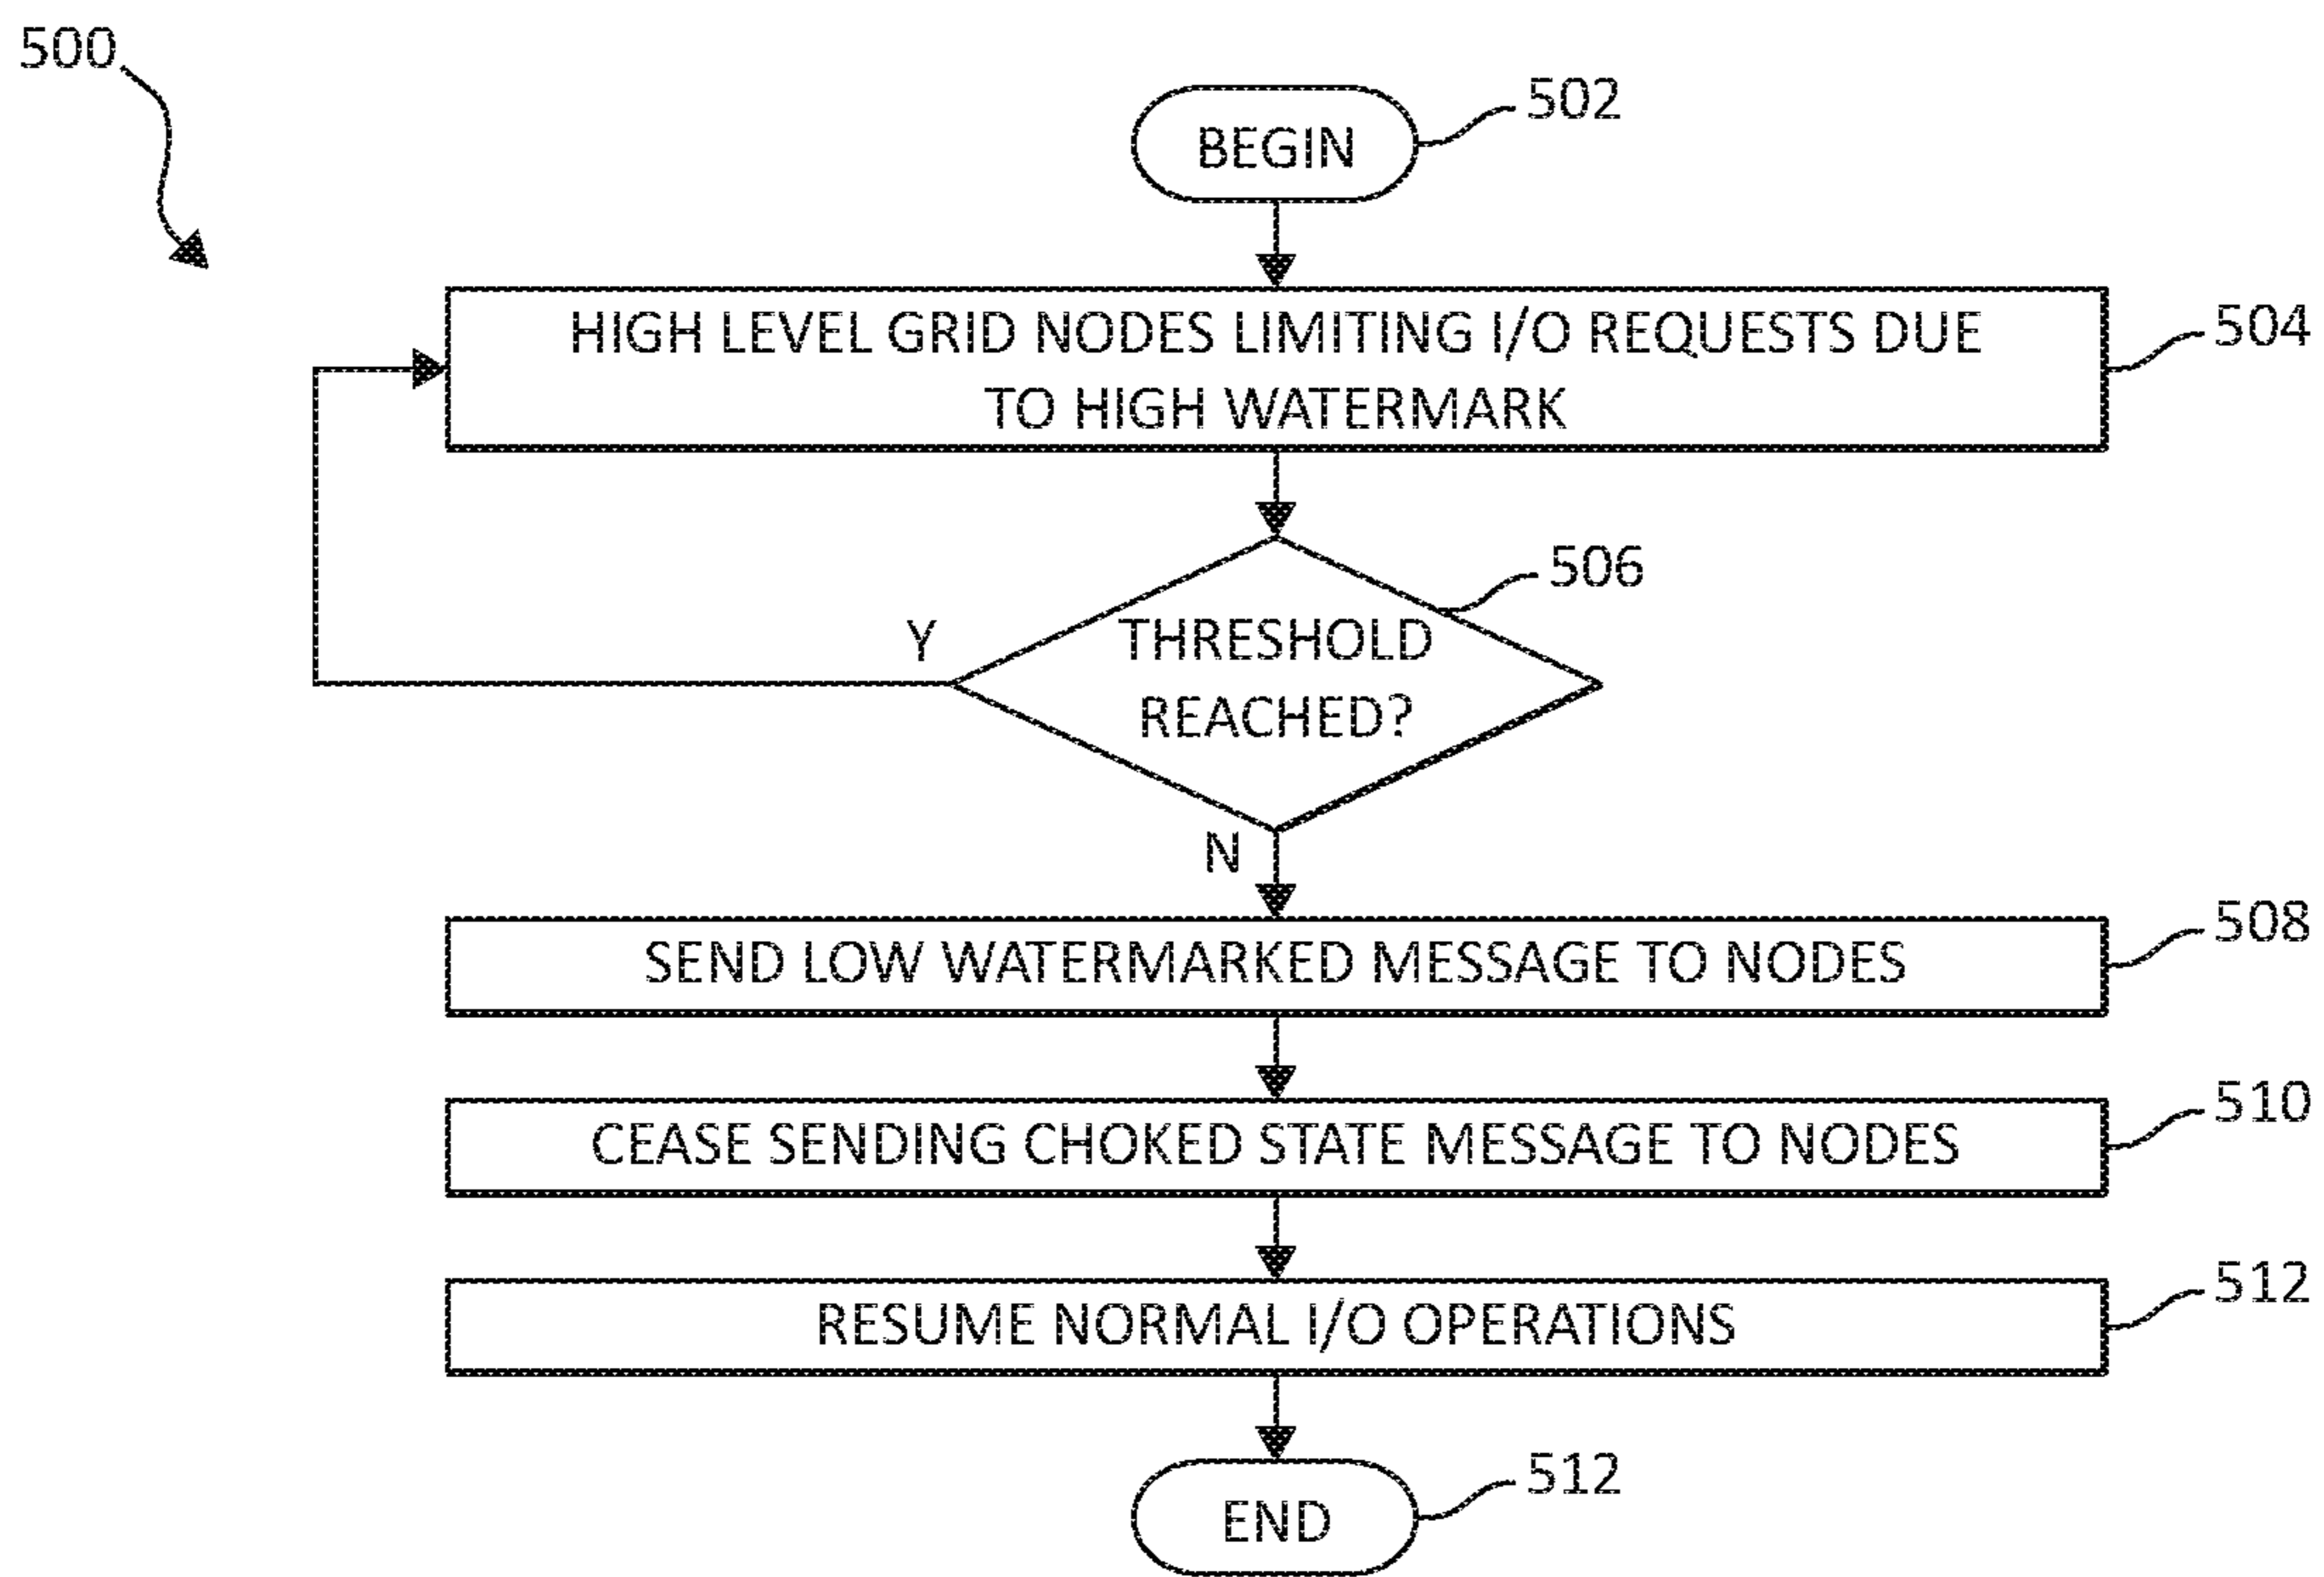 500
BEGIN
502
HIGH LEVEL GRID NODES LIMITING I/O REQUESTS DUE
TO HIGH WATERMARK
504
506
THRESHOLD
REACHED?
Y
N
SEND LOW WATERMARKED MESSAGE TO NODES
508
CEASE SENDING CHOKED STATE MESSAGE TO NODES
510
RESUME NORMAL I/O OPERATIONS
512
END
512